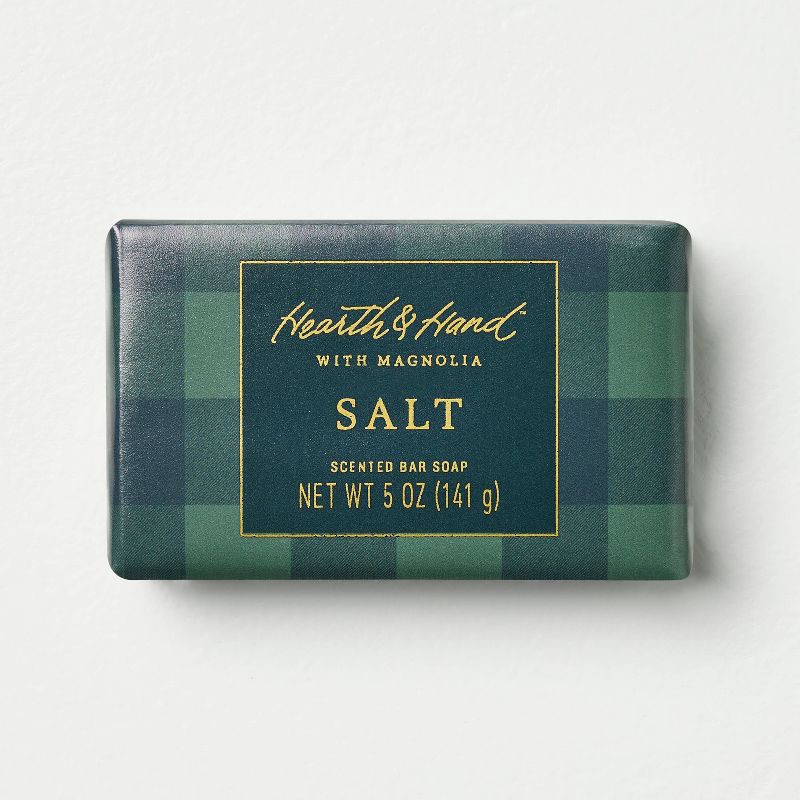 Hearth & Hand™
WITH MAGNOLIA
SALT
SCENTED BAR SOAP
NET WT 5 OZ (141 g)